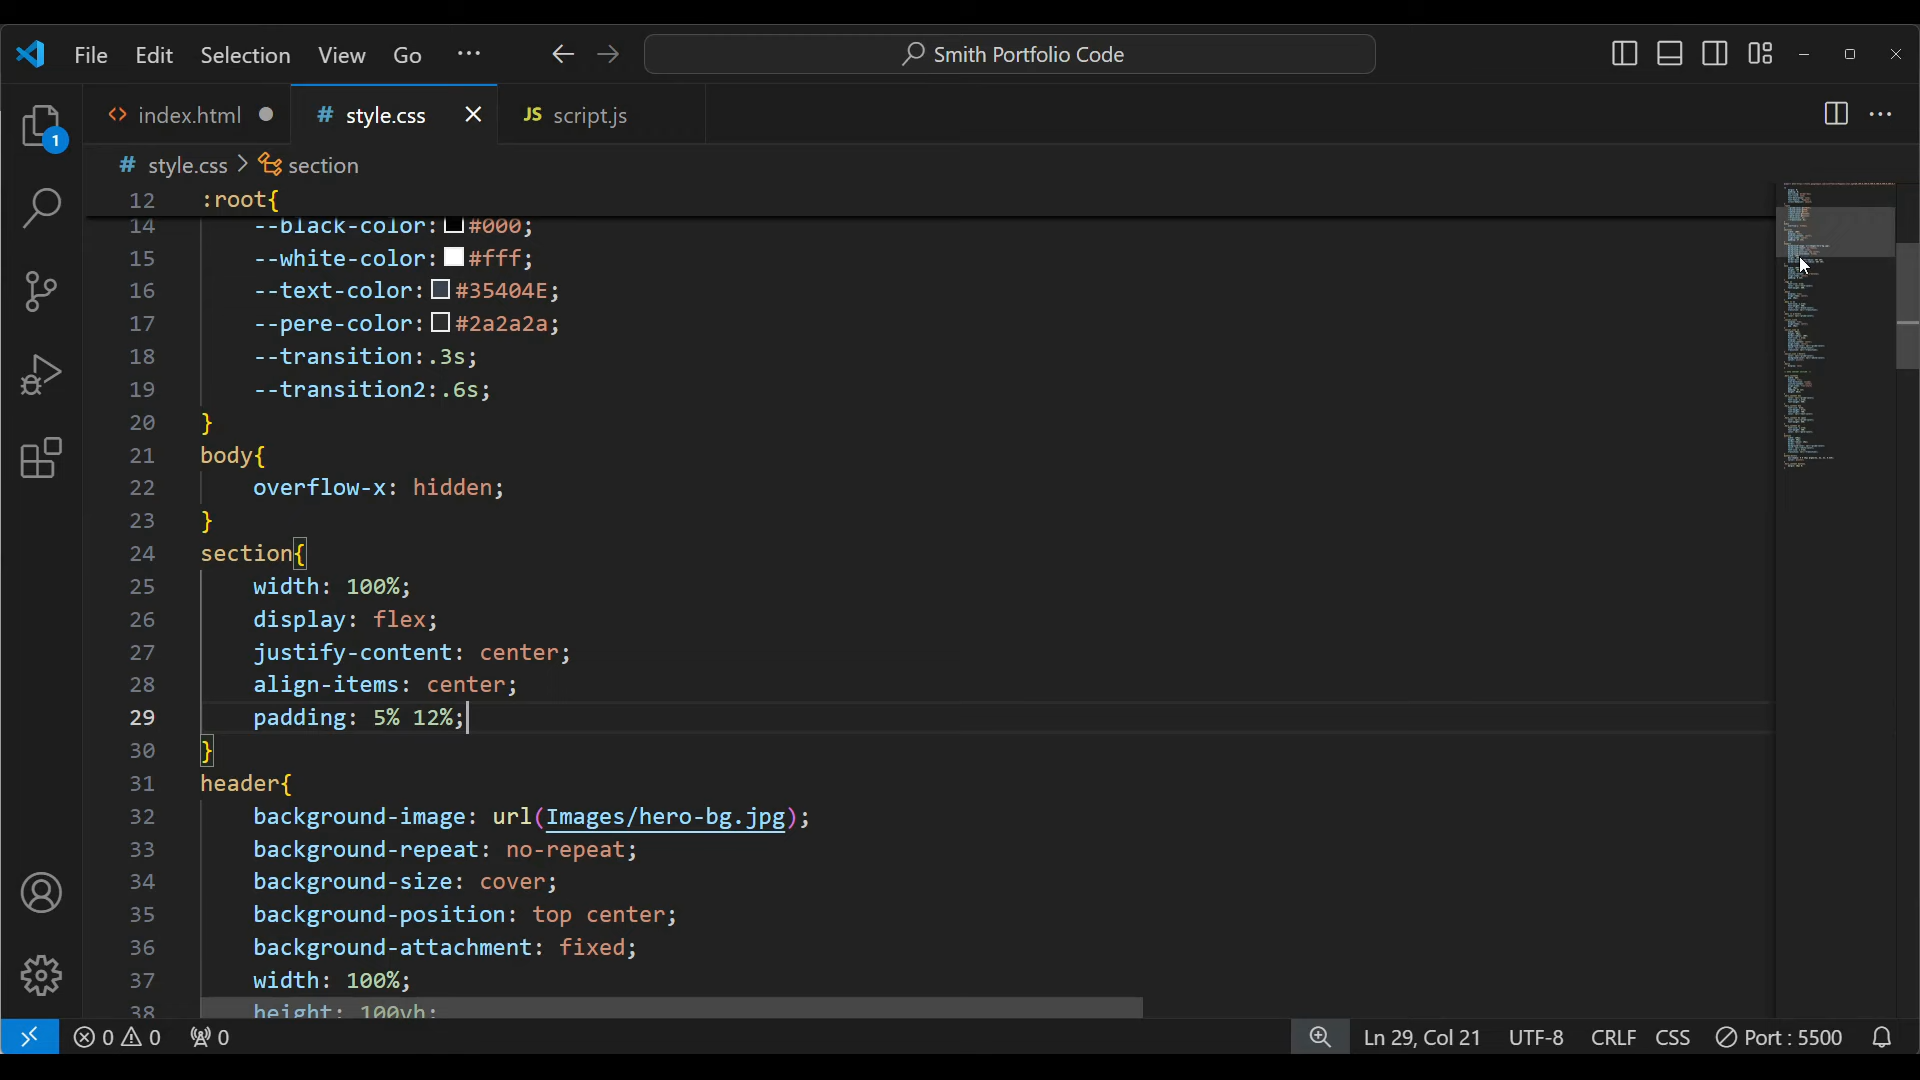 File Edit Selection View Go ··· Smith Portfolio Code
1
<> index.html # style.css JS script.js
# style.css > section
12 :root{
14 --black-color: #000;
15 --white-color: #fff;
16 --text-color: #35404E;
17 --pere-color: #2a2a2a;
18 --transition:.3s;
19 --transition2:.6s;
20 }
21 body{
22 overflow-x: hidden;
23 }
24 section{
25 width: 100%;
26 display: flex;
27 justify-content: center;
28 align-items: center;
29 padding: 5% 12%;
30 }
31 header{
32 background-image: url(Images/hero-bg.jpg);
33 background-repeat: no-repeat;
34 background-size: cover;
35 background-position: top center;
36 background-attachment: fixed;
37 width: 100%;
38 height: 100vh;
0 0 0 Ln 29, Col 21 UTF-8 CRLF CSS Port : 5500